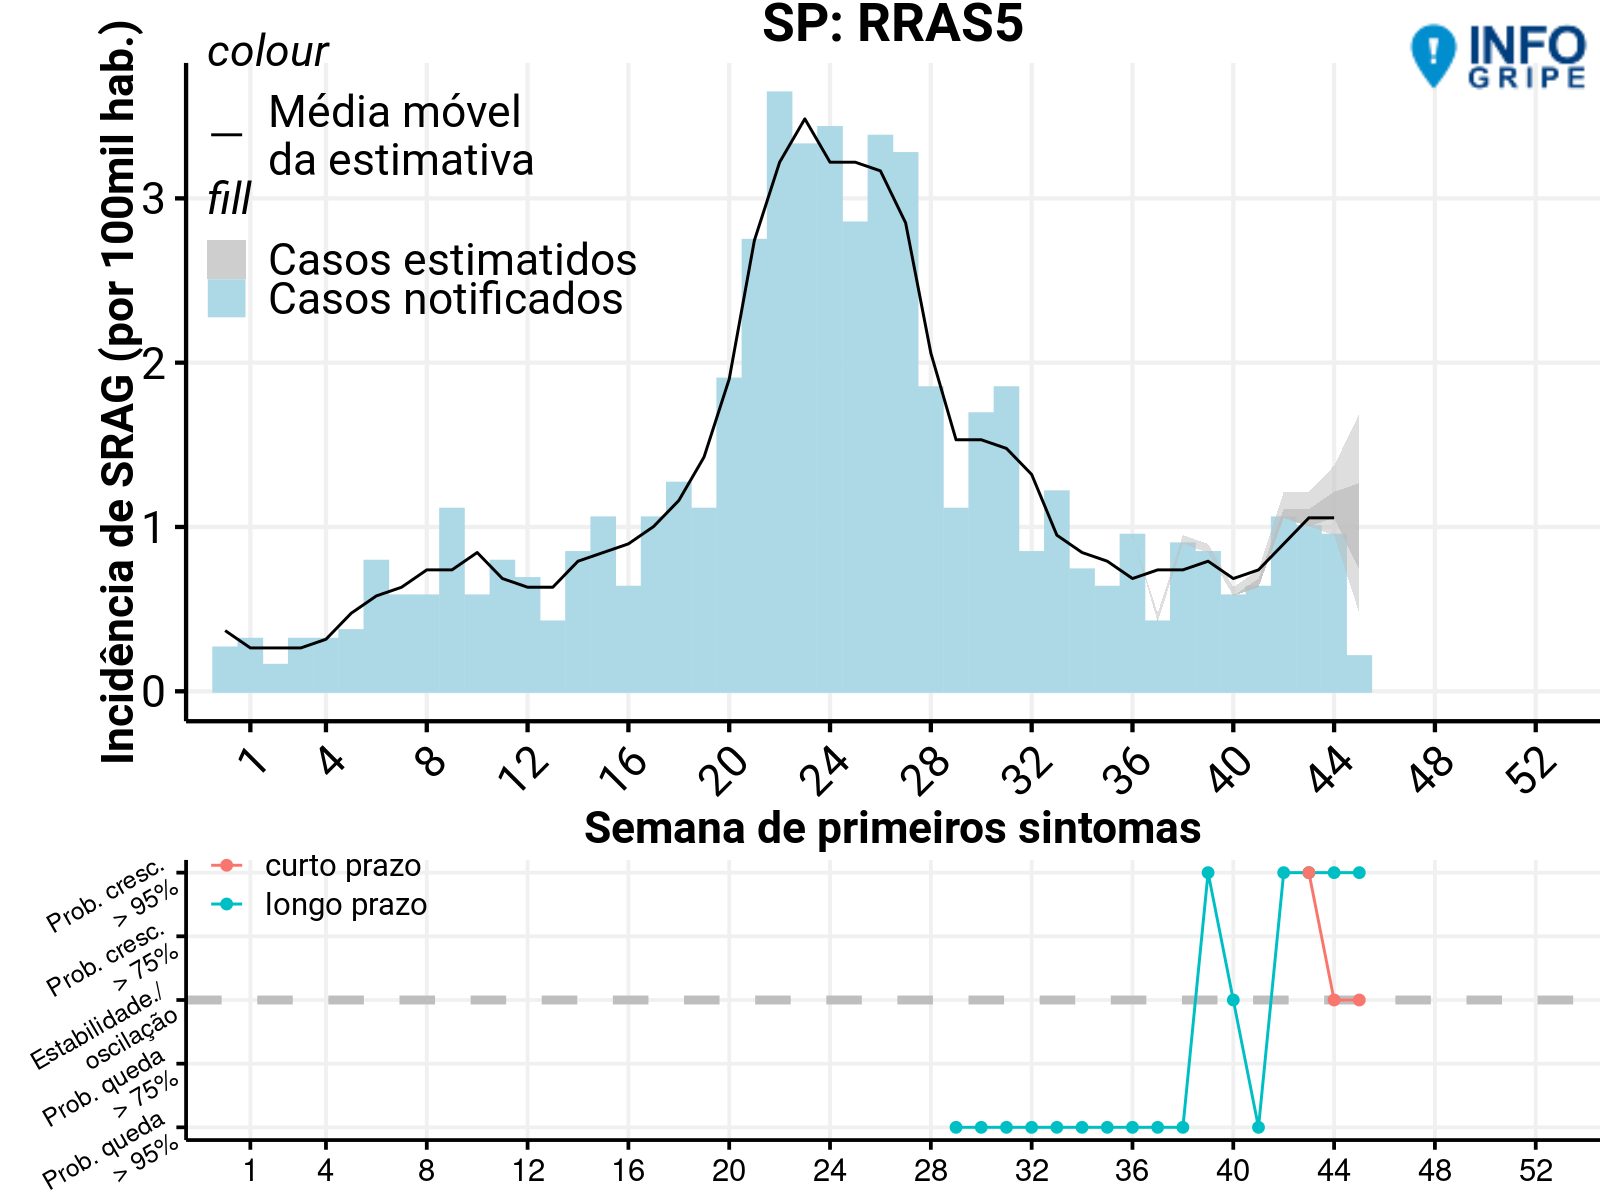 SP: RRAS5
INFO
GRIPE
Incidência de SRAG (por 100mil hab.)
colour
Média móvel
da estimativa
fill
Casos estimatidos
Casos notificados
3
2
1
0
1 4 8 12 16 20 24 28 32 36 40 44 48 52
Semana de primeiros sintomas
curto prazo
longo prazo
Prob. cresc.
> 95%
Prob. cresc.
> 75%
Estabilidade./
oscilação
Prob. queda
> 75%
Prob. queda
> 95%
1 4 8 12 16 20 24 28 32 36 40 44 48 52